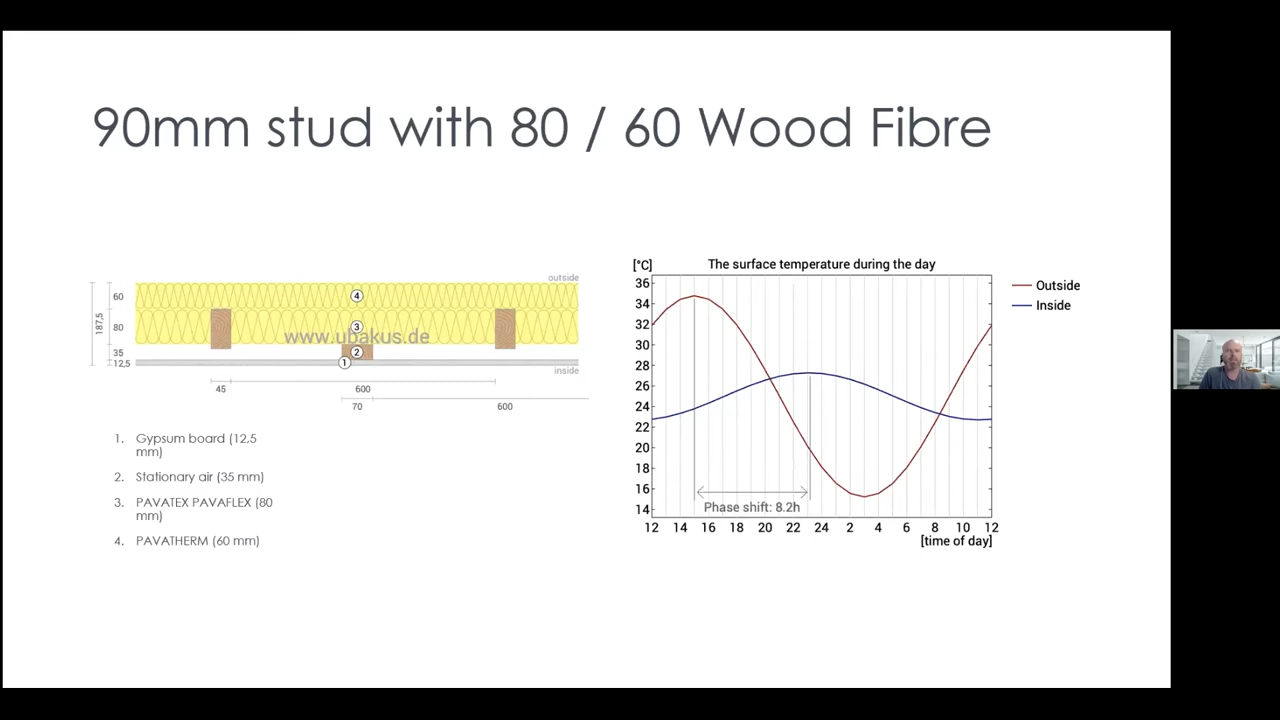 90mm stud with 80 / 60 Wood Fibre
outside
60
4
187,5
80
3
www.ubakus.de
35
2
12,5
1
inside
45
600
70
600
1. Gypsum board (12,5
mm)
2. Stationary air (35 mm)
3. PAVATEX PAVAFLEX (80
mm)
4. PAVATHERM (60 mm)
[°C]
The surface temperature during the day
36
34
32
30
28
26
24
22
20
18
16
14
Phase shift: 8.2h
12 14 16 18 20 22 24 2 4 6 8 10 12
[time of day]
Outside
Inside